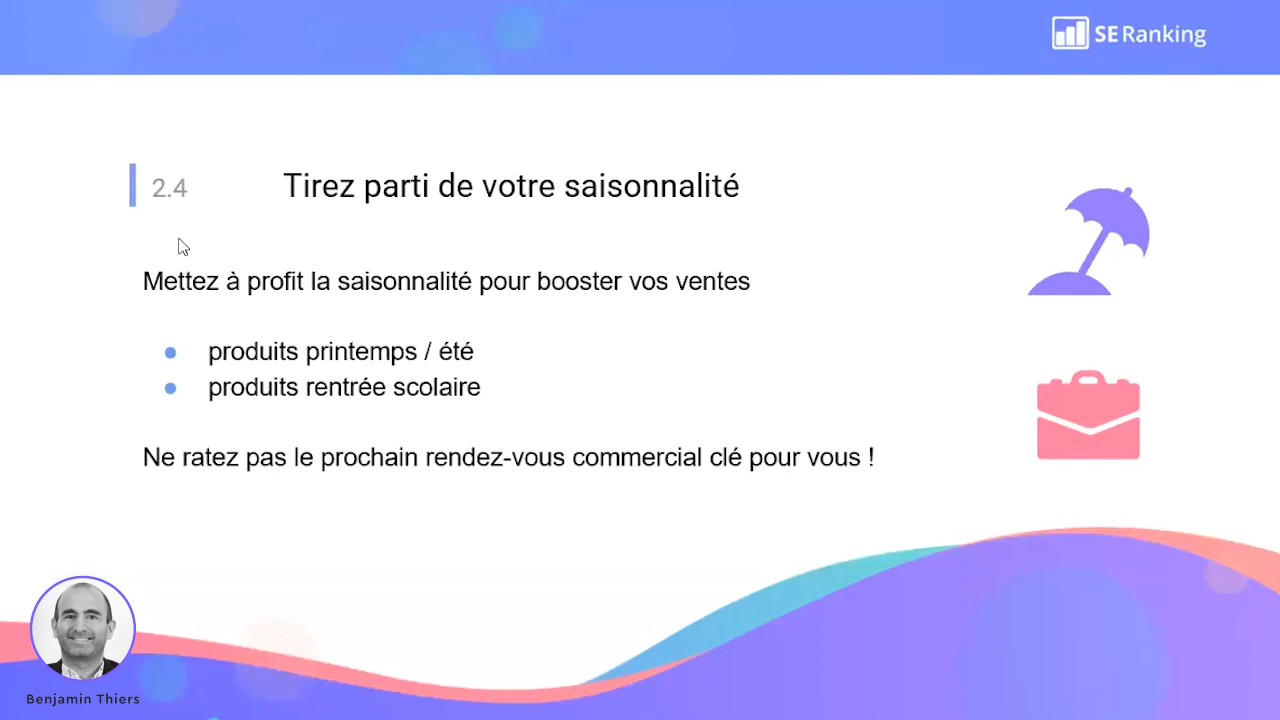 SE Ranking
2.4 Tirez parti de votre saisonnalité
Mettez à profit la saisonnalité pour booster vos ventes
● produits printemps / été
● produits rentrée scolaire
Ne ratez pas le prochain rendez-vous commercial clé pour vous !
Benjamin Thiers